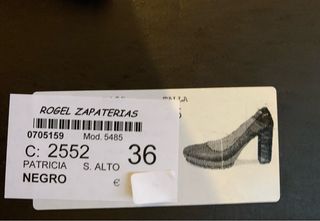 ROGEL ZAPATERIAS
0705159 Mod. 5485
C: 2552 36
PATRICIA S. ALTO
NEGRO €